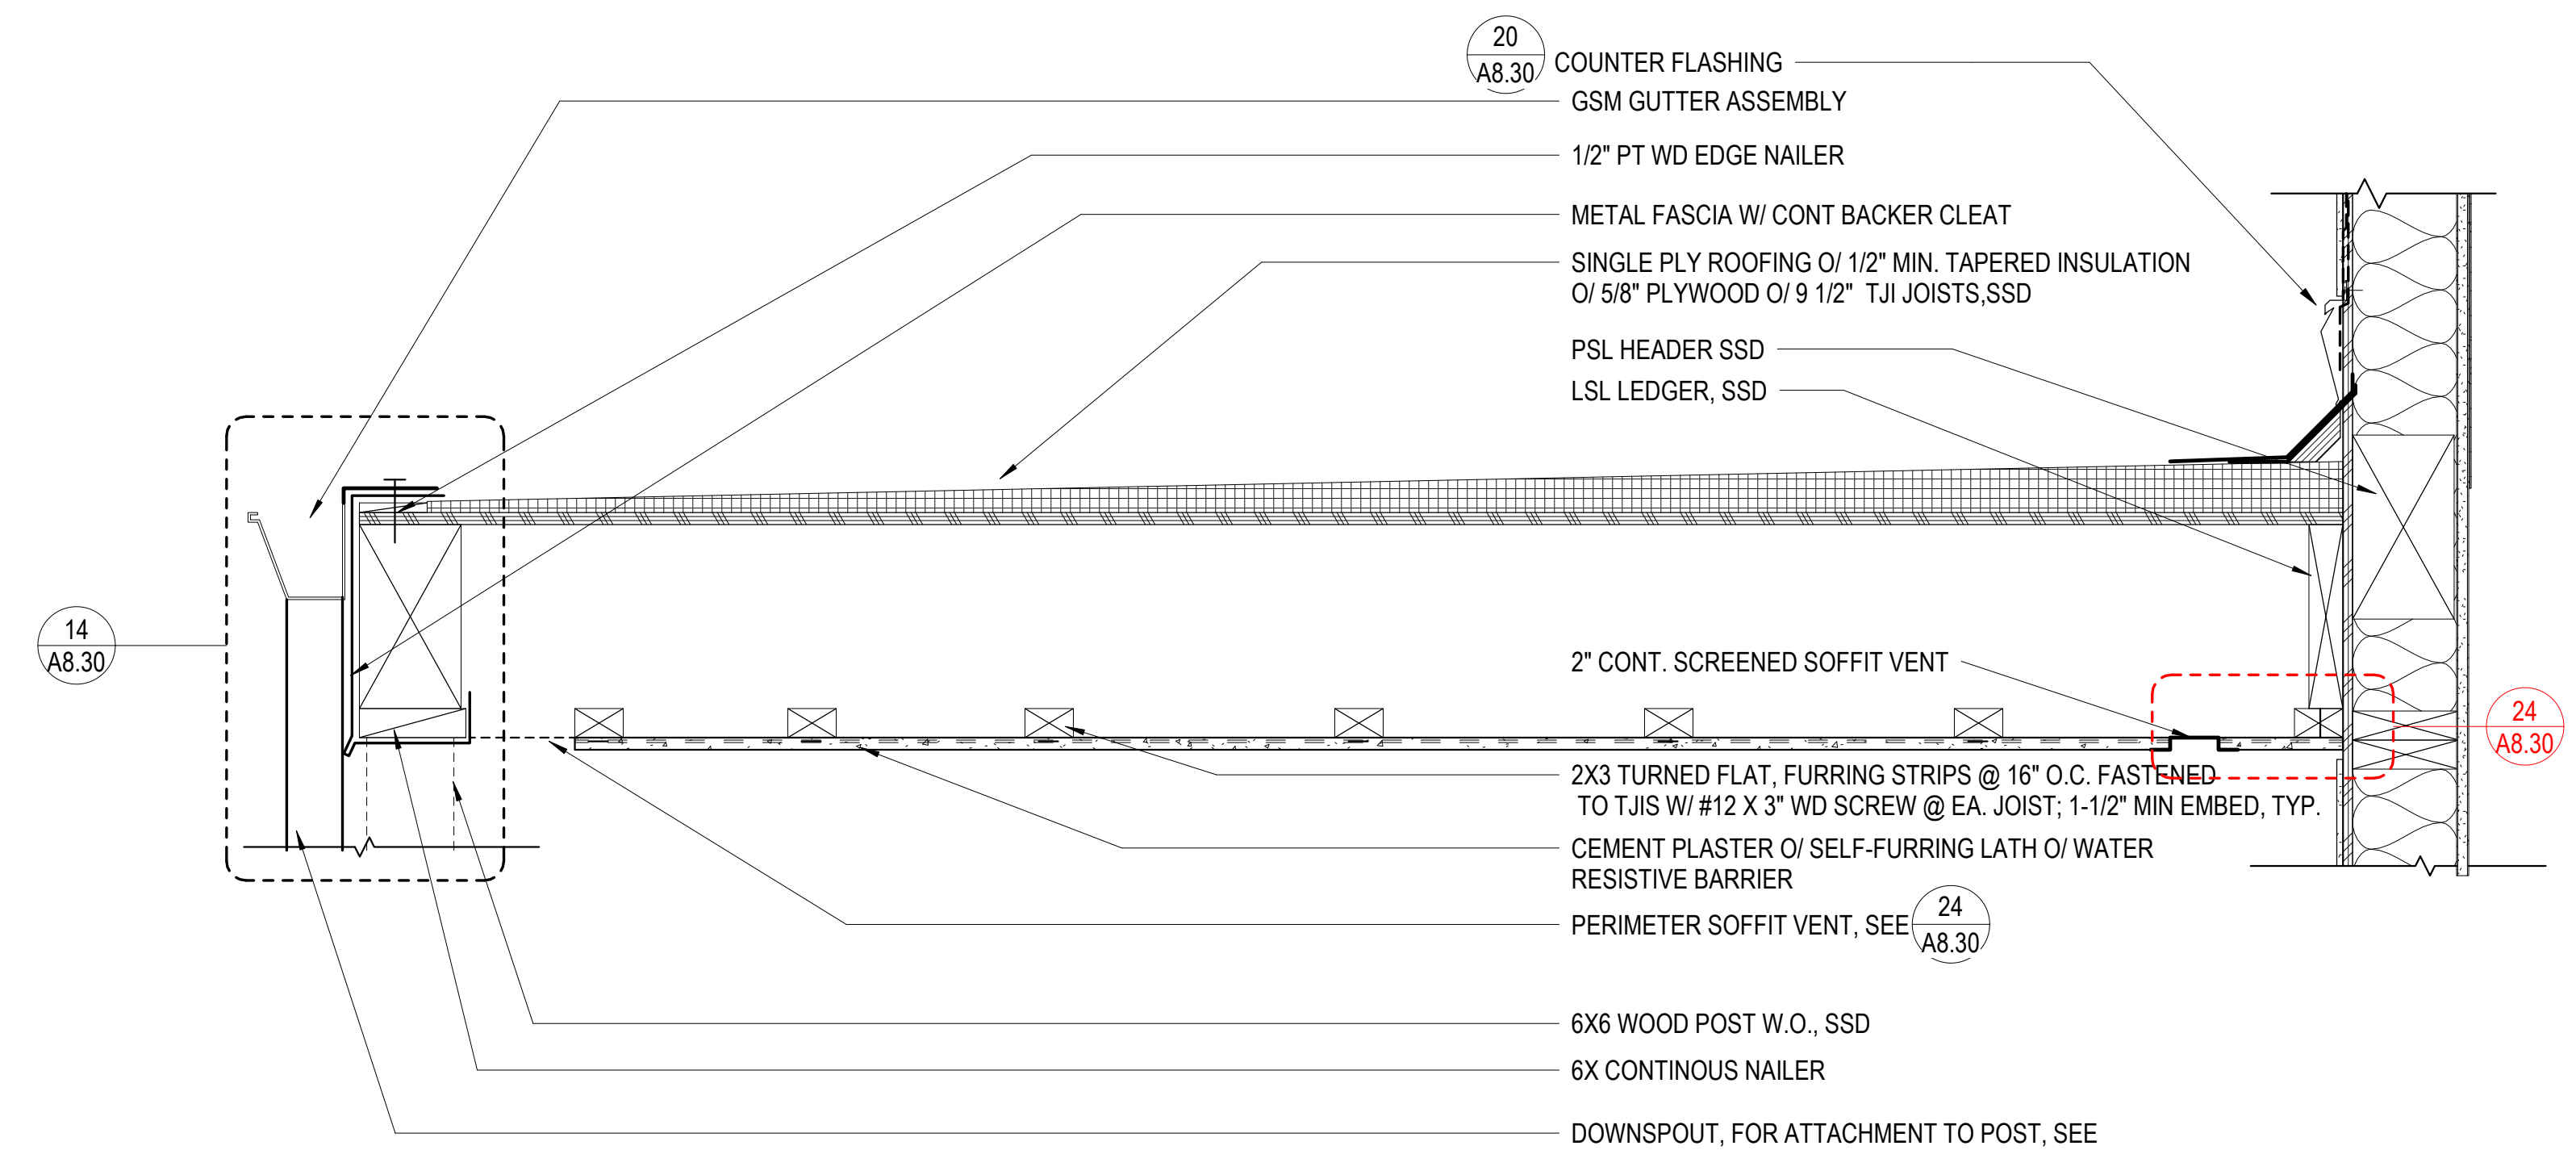 20
A8.30
COUNTER FLASHING
GSM GUTTER ASSEMBLY
1/2" PT WD EDGE NAILER
METAL FASCIA W/ CONT BACKER CLEAT
SINGLE PLY ROOFING O/ 1/2" MIN. TAPERED INSULATION
O/ 5/8" PLYWOOD O/ 9 1/2" TJI JOISTS,SSD
PSL HEADER SSD
LSL LEDGER, SSD
14
A8.30
2" CONT. SCREENED SOFFIT VENT
24
A8.30
2X3 TURNED FLAT, FURRING STRIPS @ 16" O.C. FASTENED
TO TJIS W/ #12 X 3" WD SCREW @ EA. JOIST; 1-1/2" MIN EMBED, TYP.
CEMENT PLASTER O/ SELF-FURRING LATH O/ WATER
RESISTIVE BARRIER
PERIMETER SOFFIT VENT, SEE
24
A8.30
6X6 WOOD POST W.O., SSD
6X CONTINOUS NAILER
DOWNSPOUT, FOR ATTACHMENT TO POST, SEE